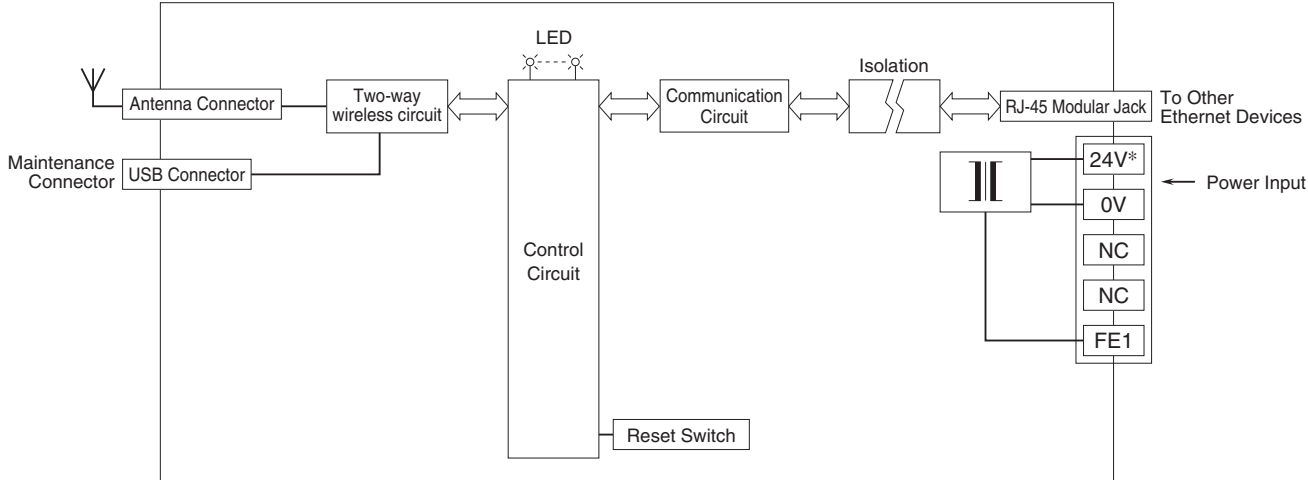 LED
Isolation
Antenna Connector
Two-way
wireless circuit
Communication
Circuit
RJ-45 Modular Jack
To Other
Ethernet Devices
Maintenance
Connector
USB Connector
24V*
Power Input
0V
Control
Circuit
NC
NC
FE1
Reset Switch